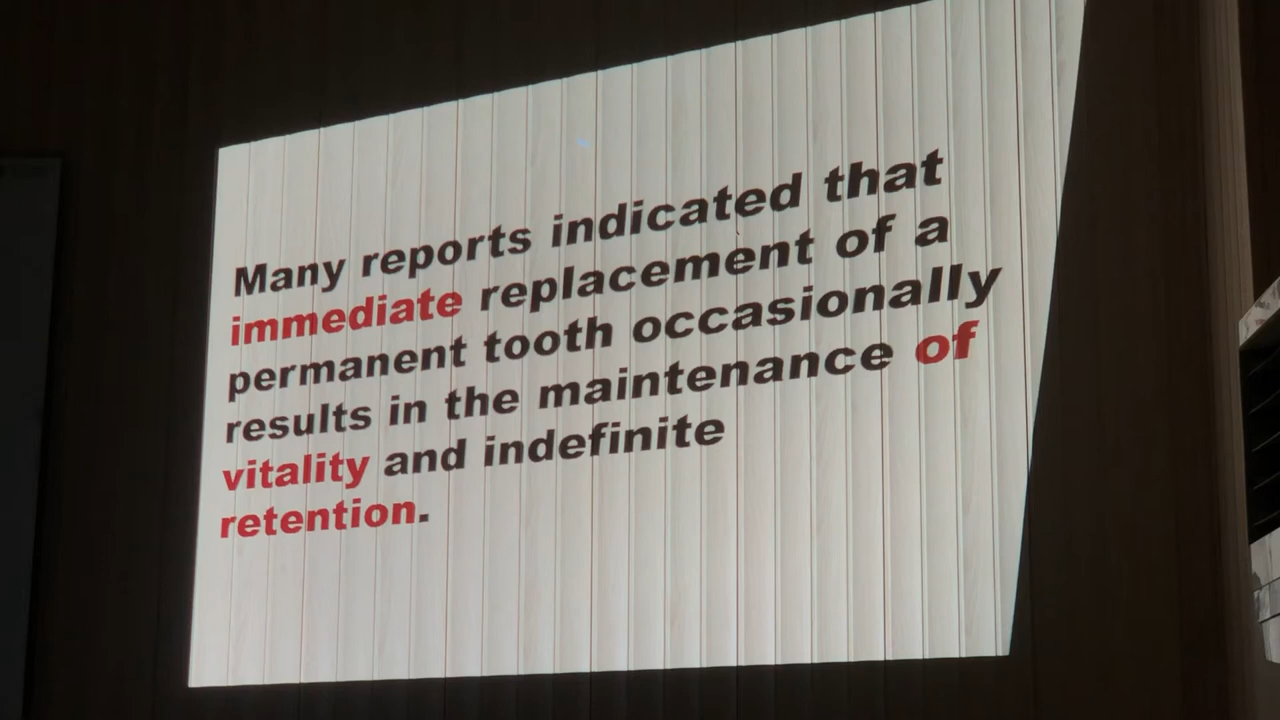 Many reports indicated that
immediate replacement of a
permanent tooth occasionally
results in the maintenance of
vitality and indefinite
retention.